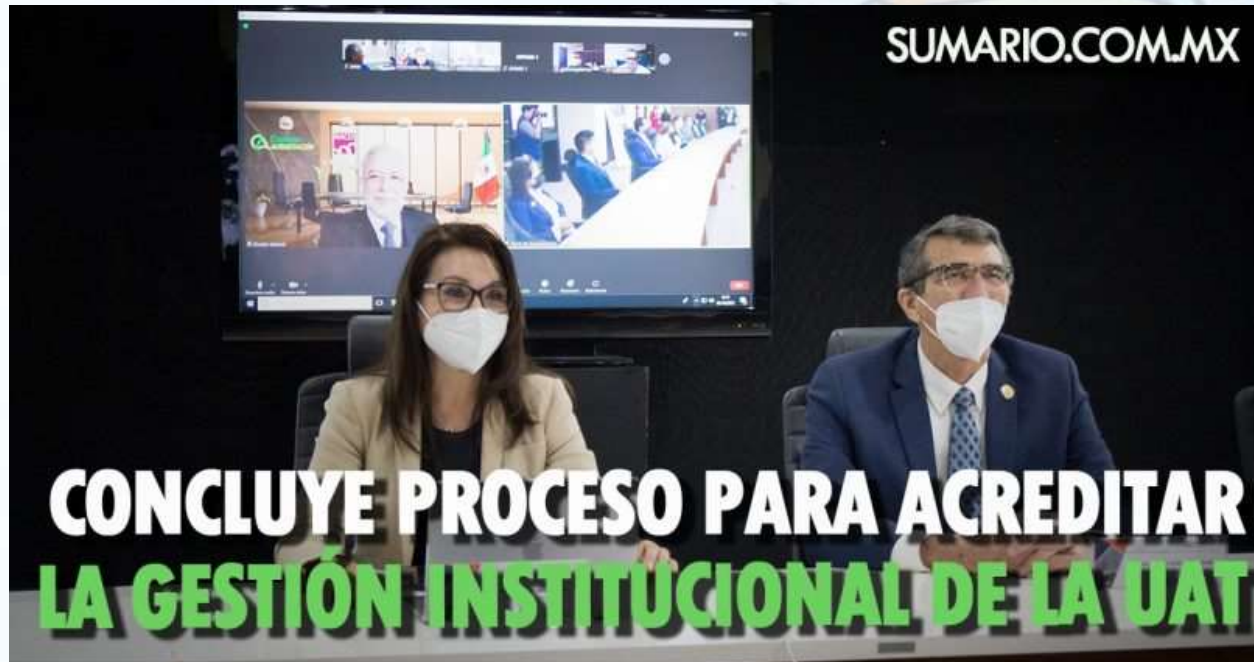 SUMARIO.COM.MX
CONCLUYE PROCESO PARA ACREDITAR
LA GESTIÓN INSTITUCIONAL DE LA UAT